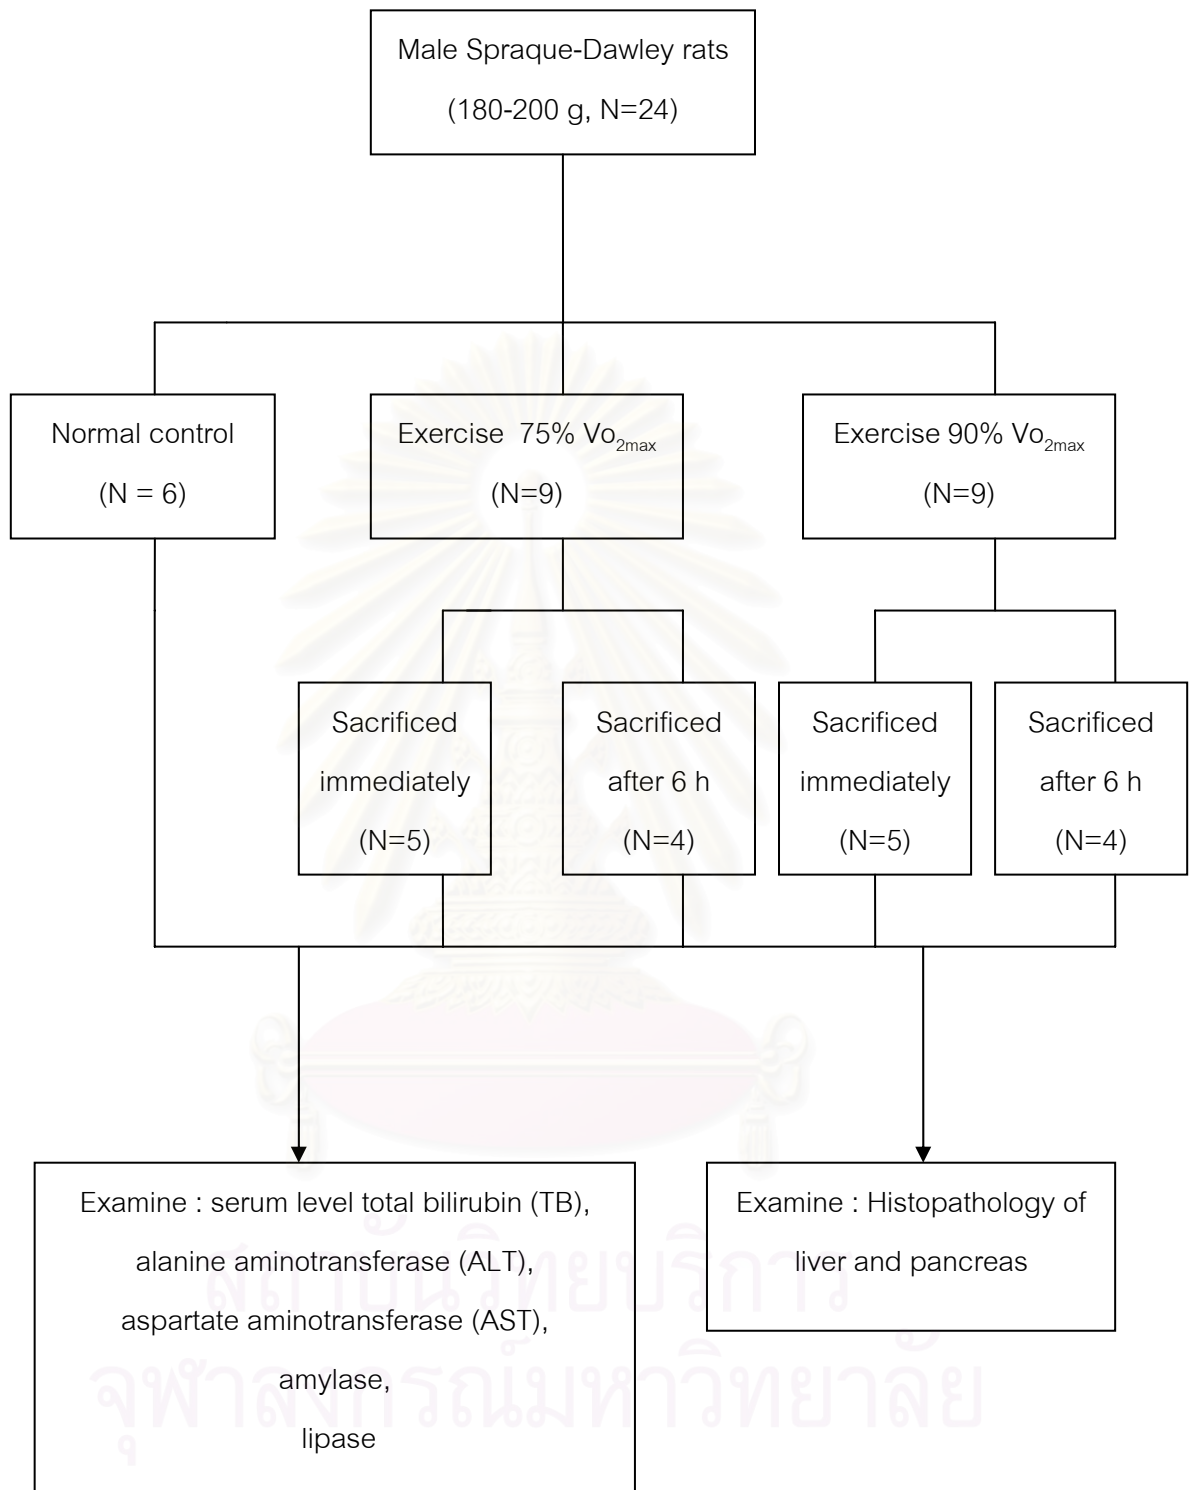 Male Spraque-Dawley rats
(180-200 g, N=24)
Normal control
(N = 6)
Exercise  75% Vo2max
(N=9)
Exercise 90% Vo2max
(N=9)
Sacrificed
immediately
(N=5)
Sacrificed
after 6 h
(N=4)
Sacrificed
immediately
(N=5)
Sacrificed
after 6 h
(N=4)
Examine : serum level total bilirubin (TB),
alanine aminotransferase (ALT),
aspartate aminotransferase (AST),
amylase,
lipase
Examine : Histopathology of
liver and pancreas
สถาบันวิทยบริการ
จุฬาลงกรณ์มหาวิทยาลัย